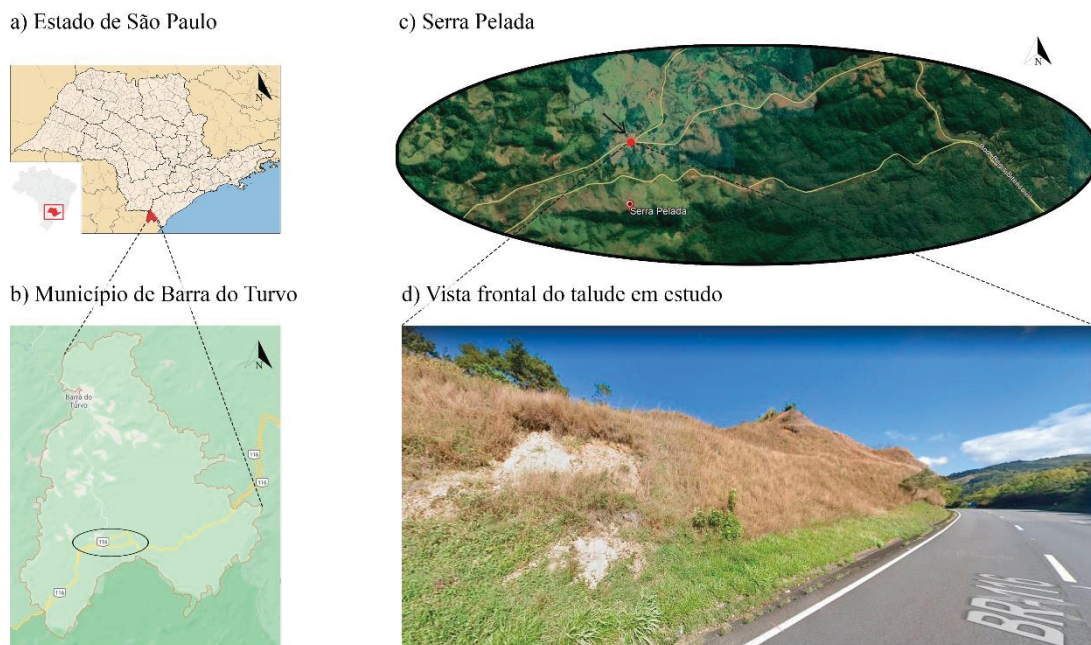 a) Estado de São Paulo
N
c) Serra Pelada
N
Serra Pelada
b) Município de Barra do Turvo
N
Barra do
Turvo
116
116
116
116
d) Vista frontal do talude em estudo
BR-116